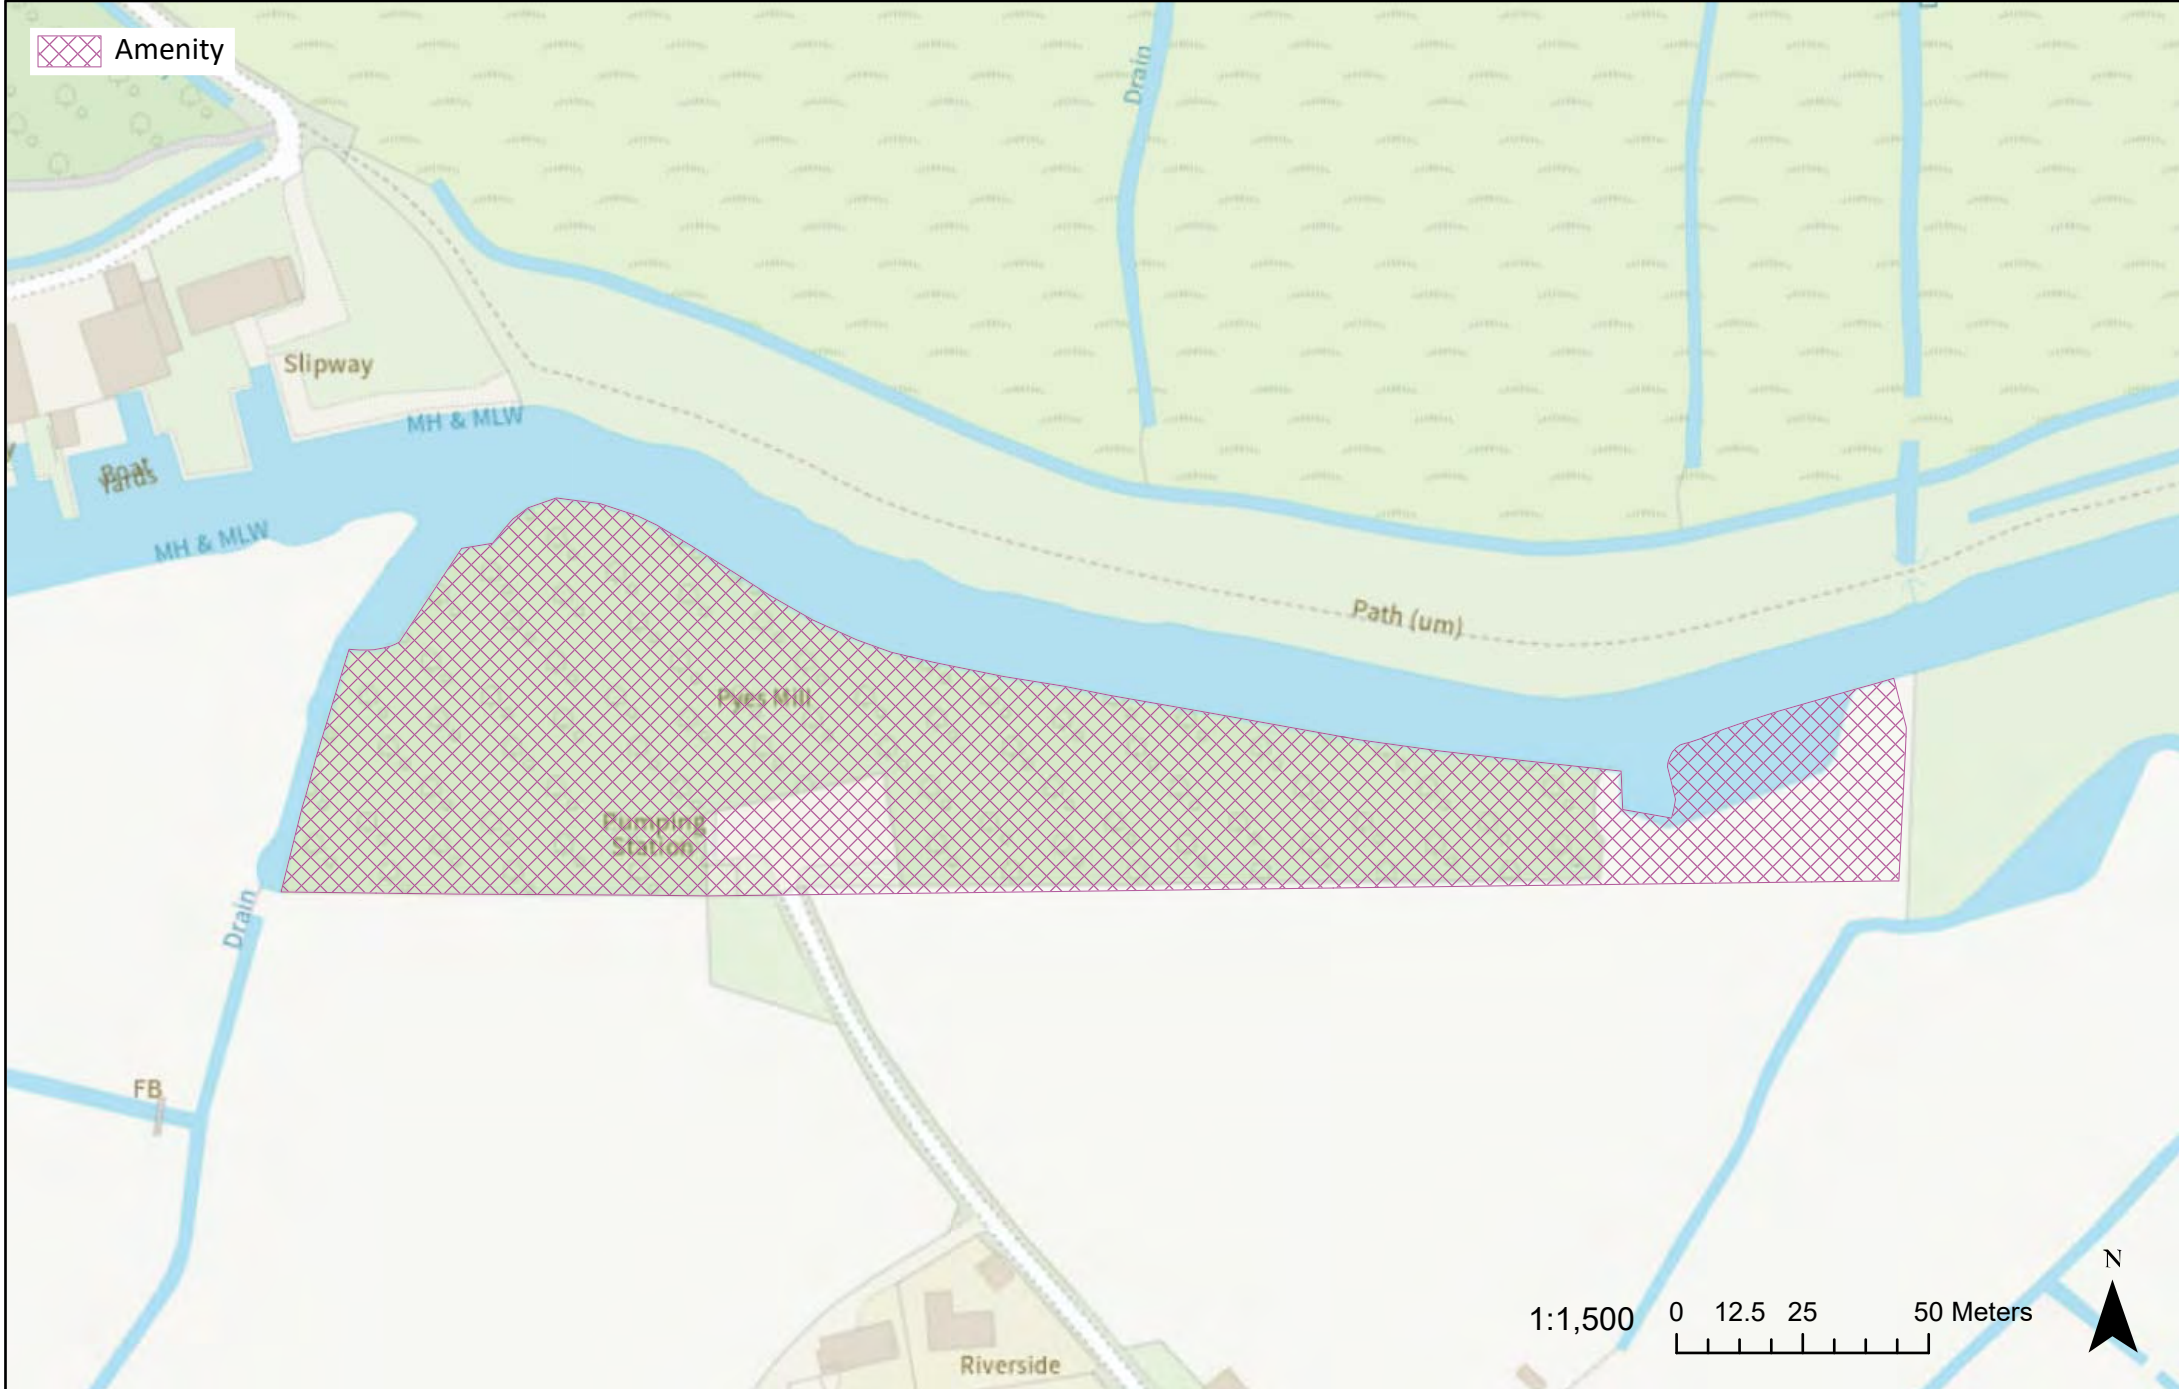 Amenity
Drain
Slipway
MH & MLW
Boat
Yards
MH & MLW
Path (um)
Pyes Mill
Pumping
Station
Drain
FB
Riverside
N
1:1,500
0 12.5 25 50 Meters